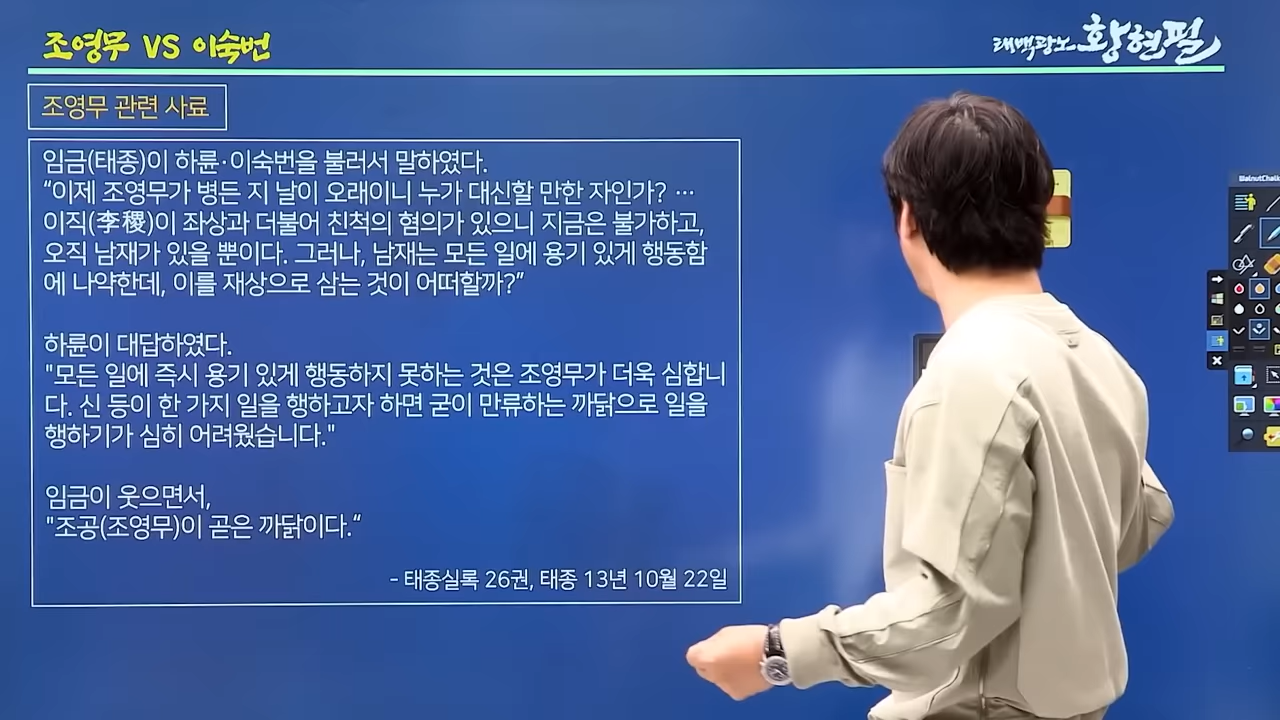 조영무 VS 이숙번
태백광노 황현필
조영무 관련 사료
임금(태종)이 하륜·이숙번을 불러서 말하였다.
“이제 조영무가 병든 지 날이 오래이니 누가 대신할 만한 자인가? …
이직(李稷)이 좌상과 더불어 친척의 혐의가 있으니 지금은 불가하고,
오직 남재가 있을 뿐이다. 그러나, 남재는 모든 일에 용기 있게 행동함
에 나약한데, 이를 재상으로 삼는 것이 어떠할까?”
하륜이 대답하였다.
"모든 일에 즉시 용기 있게 행동하지 못하는 것은 조영무가 더욱 심합니
다. 신 등이 한 가지 일을 행하고자 하면 굳이 만류하는 까닭으로 일을
행하기가 심히 어려웠습니다."
임금이 웃으면서,
"조공(조영무)이 곧은 까닭이다.“
- 태종실록 26권, 태종 13년 10월 22일
WalnutChalk